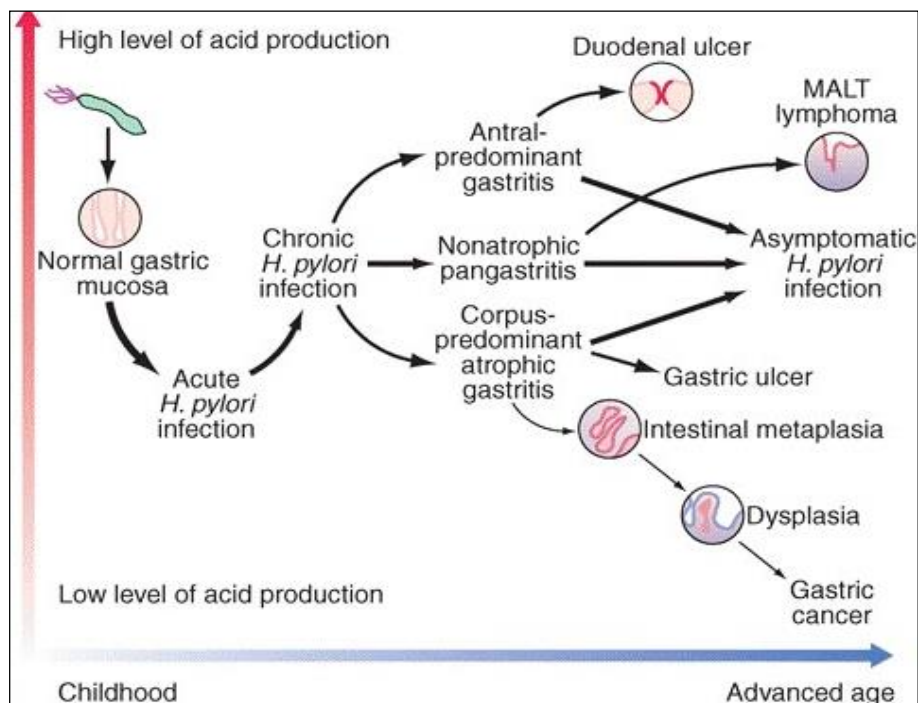 High level of acid production
Duodenal ulcer
MALT
lymphoma
Antral-
predominant
gastritis
Normal gastric
mucosa
Chronic
H. pylori
infection
Nonatrophic
pangastritis
Asymptomatic
H. pylori
infection
Corpus-
predominant
atrophic
gastritis
Acute
H. pylori
infection
Gastric ulcer
Intestinal metaplasia
Dysplasia
Gastric
cancer
Low level of acid production
Childhood
Advanced age